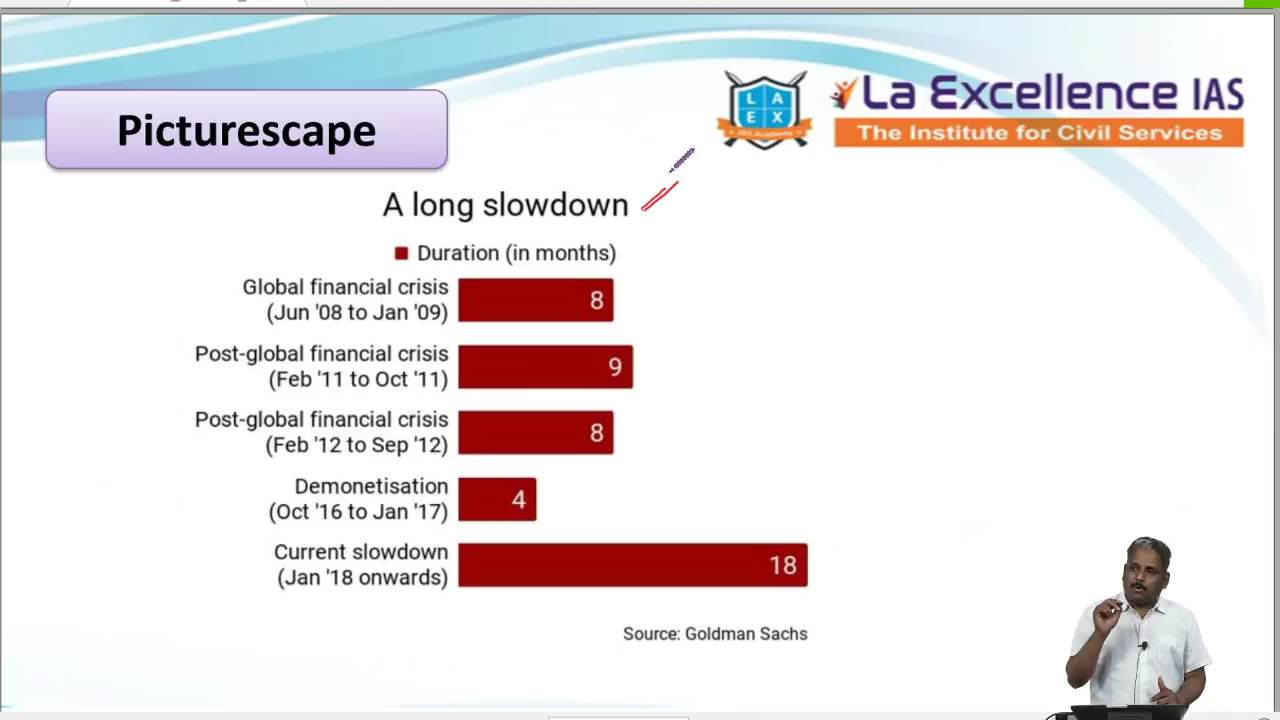 Picturescape
LA
EX
La Excellence IAS
The Institute for Civil Services
A long slowdown
Duration (in months)
Global financial crisis
(Jun '08 to Jan '09)
8
Post-global financial crisis
(Feb '11 to Oct '11)
9
Post-global financial crisis
(Feb '12 to Sep '12)
8
Demonetisation
(Oct '16 to Jan '17)
4
Current slowdown
(Jan '18 onwards)
18
Source: Goldman Sachs